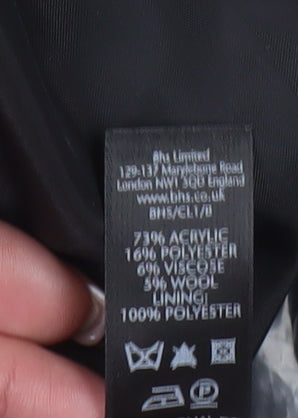 Bhs Limited
129-137 Marylebone Road
London NW1 5QD England
www.bhs.co.uk
BHS/CL1/B
73% ACRYLIC
16% POLYESTER
6% VISCOSE
5% WOOL
LINING:
100% POLYESTER